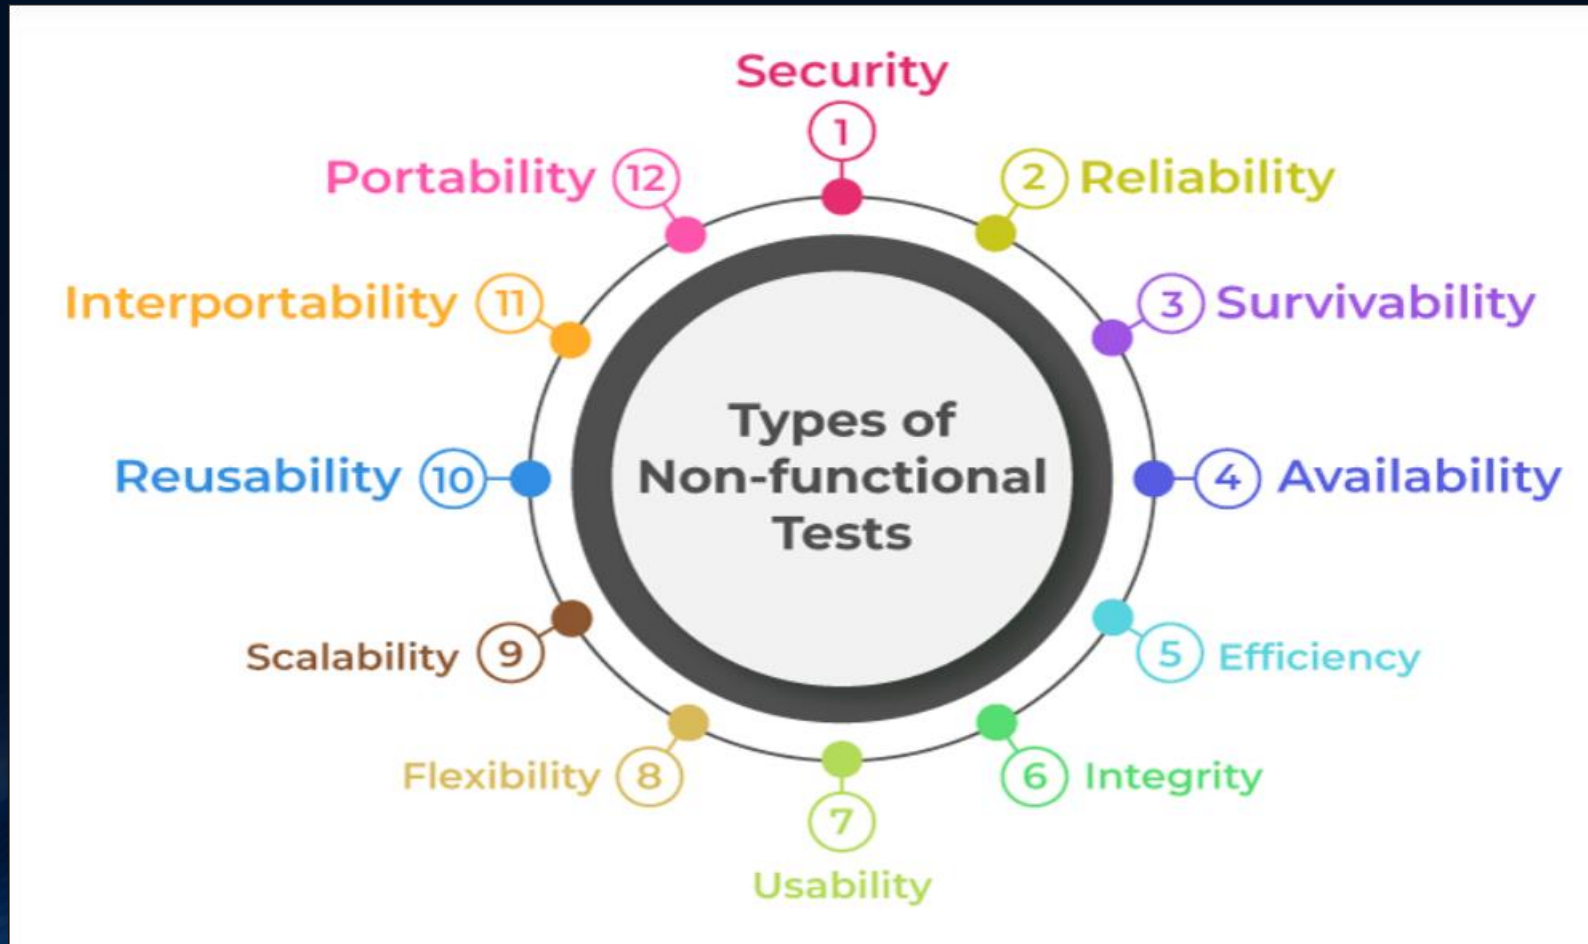 Security
1
2 Reliability
3 Survivability
4 Availability
5 Efficiency
6 Integrity
7
Usability
Flexibility 8
Scalability 9
Reusability 10
Interportability 11
Portability 12
Types of
Non-functional
Tests